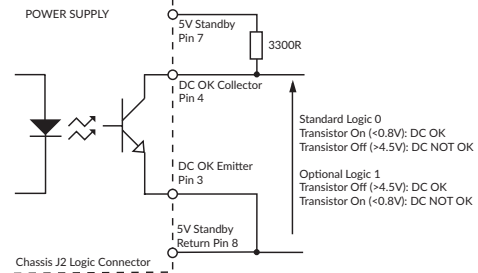 POWER SUPPLY
5V Standby
Pin 7
3300R
DC OK Collector
Pin 4
Standard Logic 0
Transistor On (<0.8V): DC OK
Transistor Off (>4.5V): DC NOT OK
Optional Logic 1
Transistor Off (>4.5V): DC OK
Transistor On (<0.8V): DC NOT OK
DC OK Emitter
Pin 3
5V Standby
Return Pin 8
Chassis J2 Logic Connector